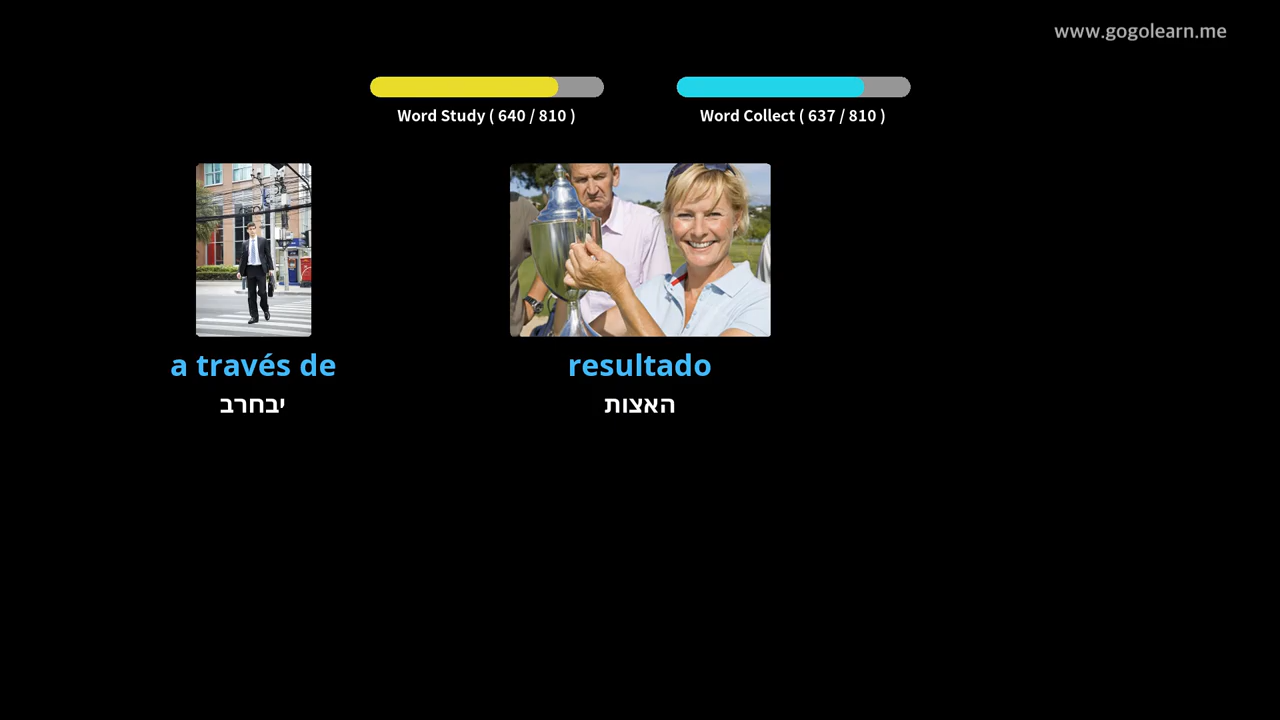 www.gogolearn.me
Word Study ( 640 / 810 )
Word Collect ( 637 / 810 )
a través de
יבחרב
resultado
האצות